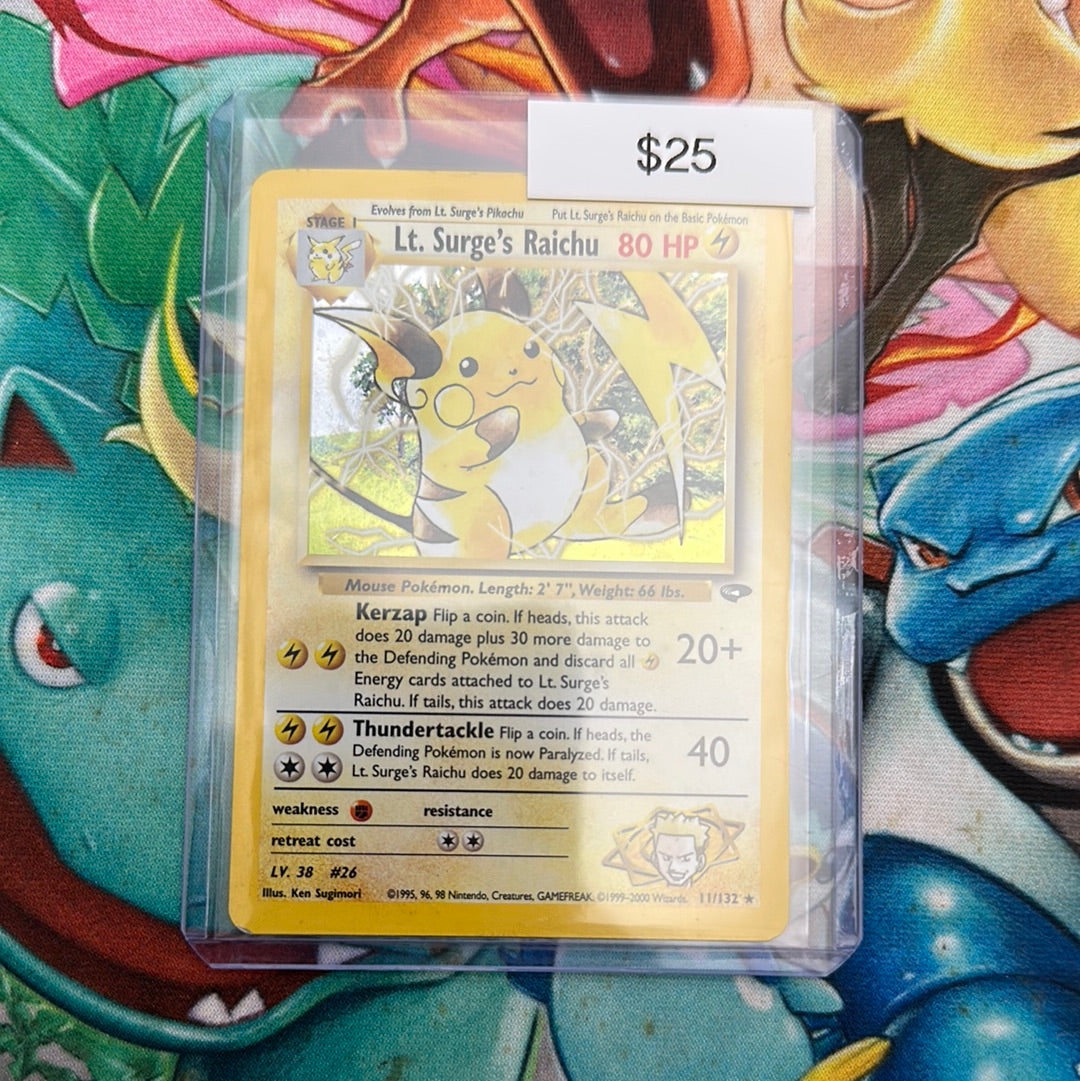 $25
STAGE 1
Evolves from Lt. Surge's Pikachu Put Lt. Surge's Raichu on the Basic Pokémon
Lt. Surge's Raichu 80 HP
Mouse Pokémon. Length: 2' 7", Weight: 66 lbs.
Kerzap Flip a coin. If heads, this attack
does 20 damage plus 30 more damage to
the Defending Pokémon and discard all
Energy cards attached to Lt. Surge's
Raichu. If tails, this attack does 20 damage.
20+
Thundertackle Flip a coin. If heads, the
Defending Pokémon is now Paralyzed. If tails,
Lt. Surge's Raichu does 20 damage to itself.
40
weakness resistance
retreat cost
LV. 38 #26
Illus. Ken Sugimori ©1995, 96, 98 Nintendo, Creatures, GAMEFREAK. ©1999-2000 Wizards. 11/132 ★